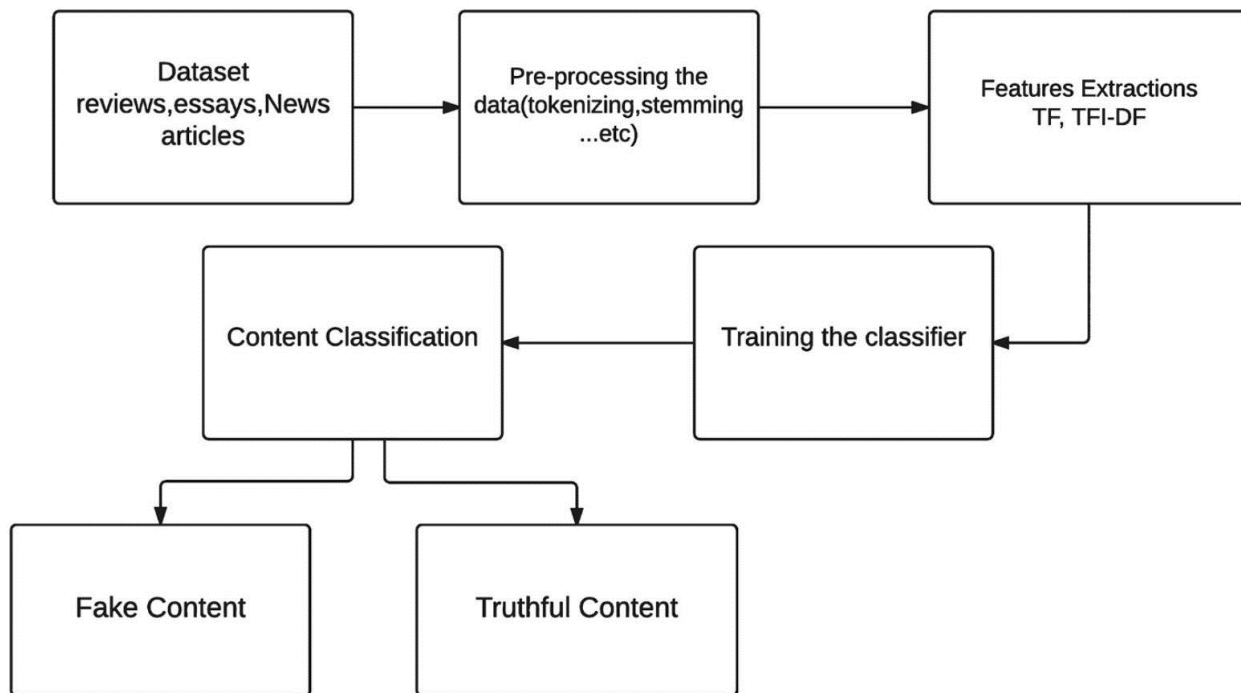 Dataset
reviews,essays,News
articles
Pre-processing the
data(tokenizing,stemming
...etc)
Features Extractions
TF, TFI-DF
Content Classification
Training the classifier
Fake Content
Truthful Content